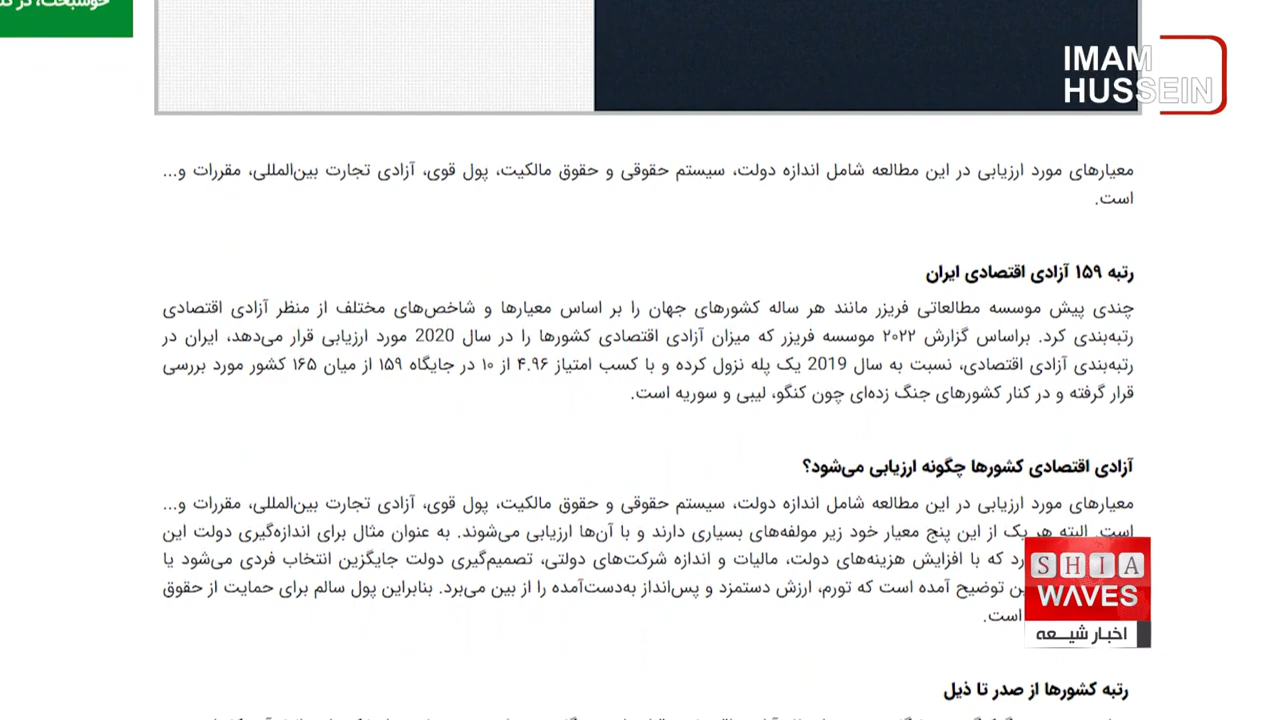 خوشبخت، در
IMAM
HUSSEIN
معیارهای مورد ارزیابی در این مطالعه شامل اندازه دولت، سیستم حقوقی و حقوق مالکیت، پول قوی، آزادی تجارت بین‌المللی، مقررات و...
است.
رتبه ۱۵۹ آزادی اقتصادی ایران
چندی پیش موسسه مطالعاتی فریزر مانند هر ساله کشورهای جهان را بر اساس معیارها و شاخص‌های مختلف از منظر آزادی اقتصادی
رتبه‌بندی کرد. براساس گزارش ۲۰۲۲ موسسه فریزر که میزان آزادی اقتصادی کشورها را در سال 2020 مورد ارزیابی قرار می‌دهد، ایران در
رتبه‌بندی آزادی اقتصادی، نسبت به سال 2019 یک پله نزول کرده و با کسب امتیاز ۴.۹۶ از ۱۰ در جایگاه ۱۵۹ از میان ۱۶۵ کشور مورد بررسی
قرار گرفته و در کنار کشورهای جنگ زده‌ای چون کنگو، لیبی و سوریه است.
آزادی اقتصادی کشورها چگونه ارزیابی می‌شود؟
معیارهای مورد ارزیابی در این مطالعه شامل اندازه دولت، سیستم حقوقی و حقوق مالکیت، پول قوی، آزادی تجارت بین‌المللی، مقررات و...
است. البته هر یک از این پنج معیار خود زیر مولفه‌های بسیاری دارند و با آن‌ها ارزیابی می‌شوند. به عنوان مثال برای اندازه‌گیری دولت این
که با افزایش هزینه‌های دولت، مالیات و اندازه شرکت‌های دولتی، تصمیم‌گیری دولت جایگزین انتخاب فردی می‌شود یا
توضیح آمده است که تورم، ارزش دستمزد و پس‌انداز به‌دست‌آمده را از بین می‌برد. بنابراین پول سالم برای حمایت از حقوق
است.
SHIA
WAVES
اخبار شیـعه
رتبه کشورها از صدر تا ذیل